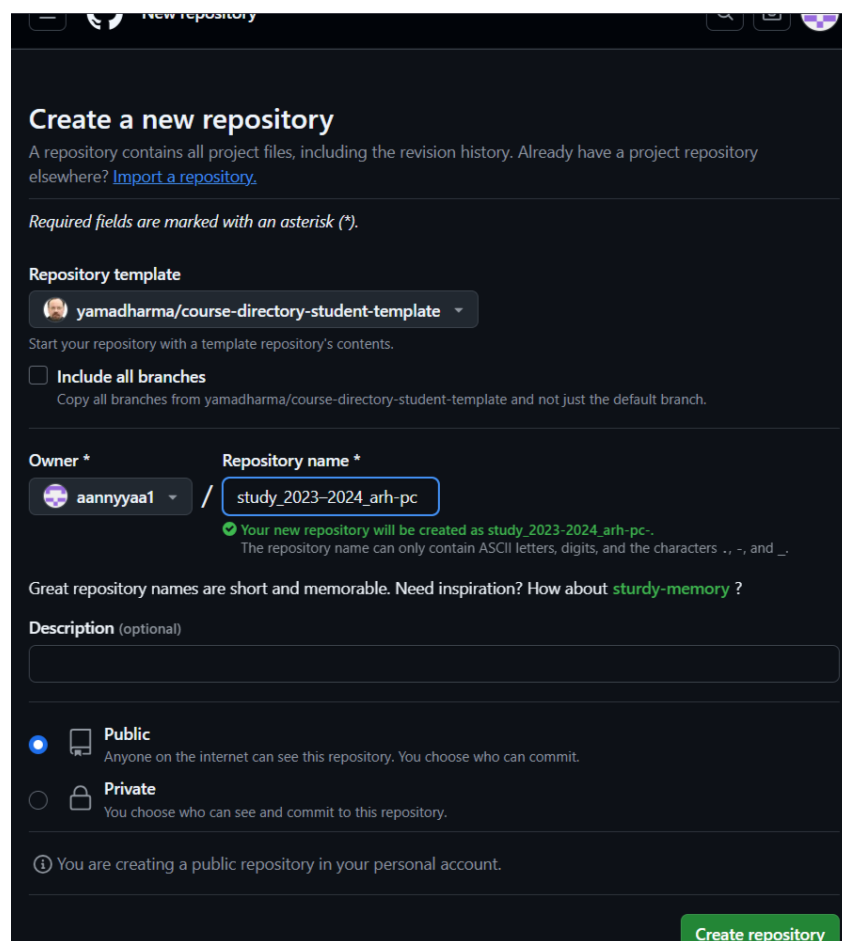 New repository
Create a new repository
A repository contains all project files, including the revision history. Already have a project repository
elsewhere? Import a repository.
Required fields are marked with an asterisk (*).
Repository template
yamadharma/course-directory-student-template
Start your repository with a template repository's contents.
Include all branches
Copy all branches from yamadharma/course-directory-student-template and not just the default branch.
Owner * Repository name *
aannyyaa1 / study_2023–2024_arh-pc
Your new repository will be created as study_2023-2024_arh-pc-.
The repository name can only contain ASCII letters, digits, and the characters ., -, and _.
Great repository names are short and memorable. Need inspiration? How about sturdy-memory ?
Description (optional)
Public
Anyone on the internet can see this repository. You choose who can commit.
Private
You choose who can see and commit to this repository.
You are creating a public repository in your personal account.
Create repository